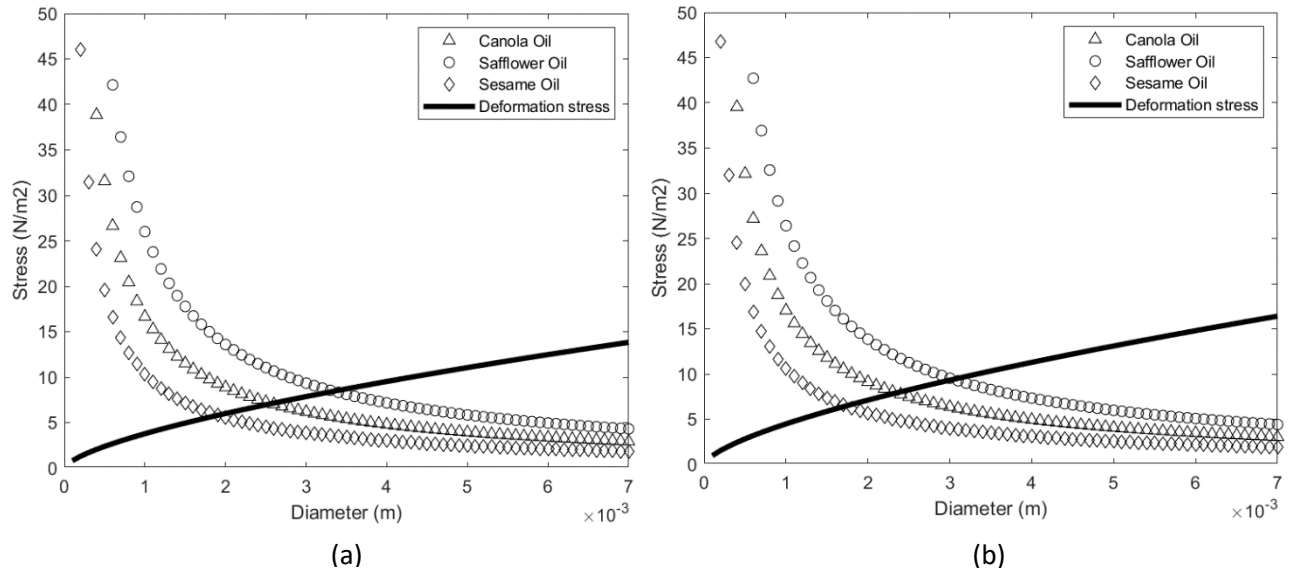 50
45
40
35
30
25
20
15
10
5
0
Stress (N/m2)
Canola Oil
Safflower Oil
Sesame Oil
Deformation stress
0 1 2 3 4 5 6 7
Diameter (m)
×10-3
(a)
50
45
40
35
30
25
20
15
10
5
0
Stress (N/m2)
Canola Oil
Safflower Oil
Sesame Oil
Deformation stress
0 1 2 3 4 5 6 7
Diameter (m)
×10-3
(b)